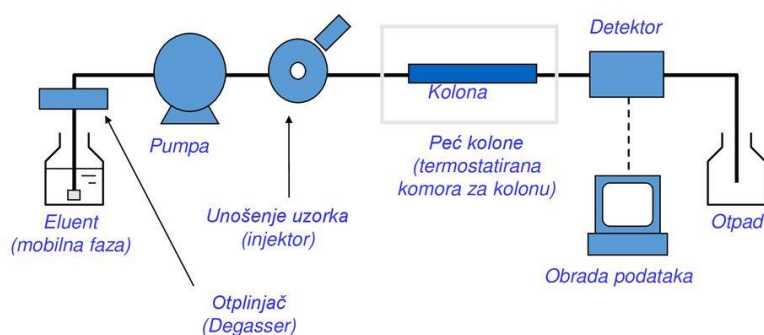 Detektor
Kolona
Pumpa
Peć kolone
(termostatirana
komora za kolonu)
Eluent
(mobilna faza)
Unošenje uzorka
(injektor)
Otpad
Obrada podataka
Otplinjač
(Degasser)